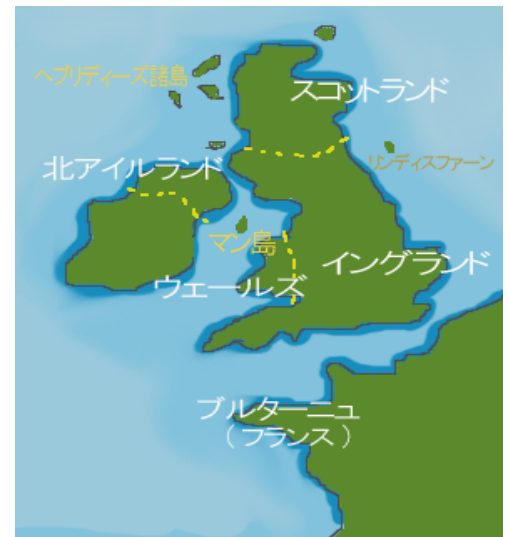 ヘブリディーズ諸島
スコットランド
リンディスファーン
北アイルランド
マン島
イングランド
ウェールズ
ブルターニュ
(フランス)